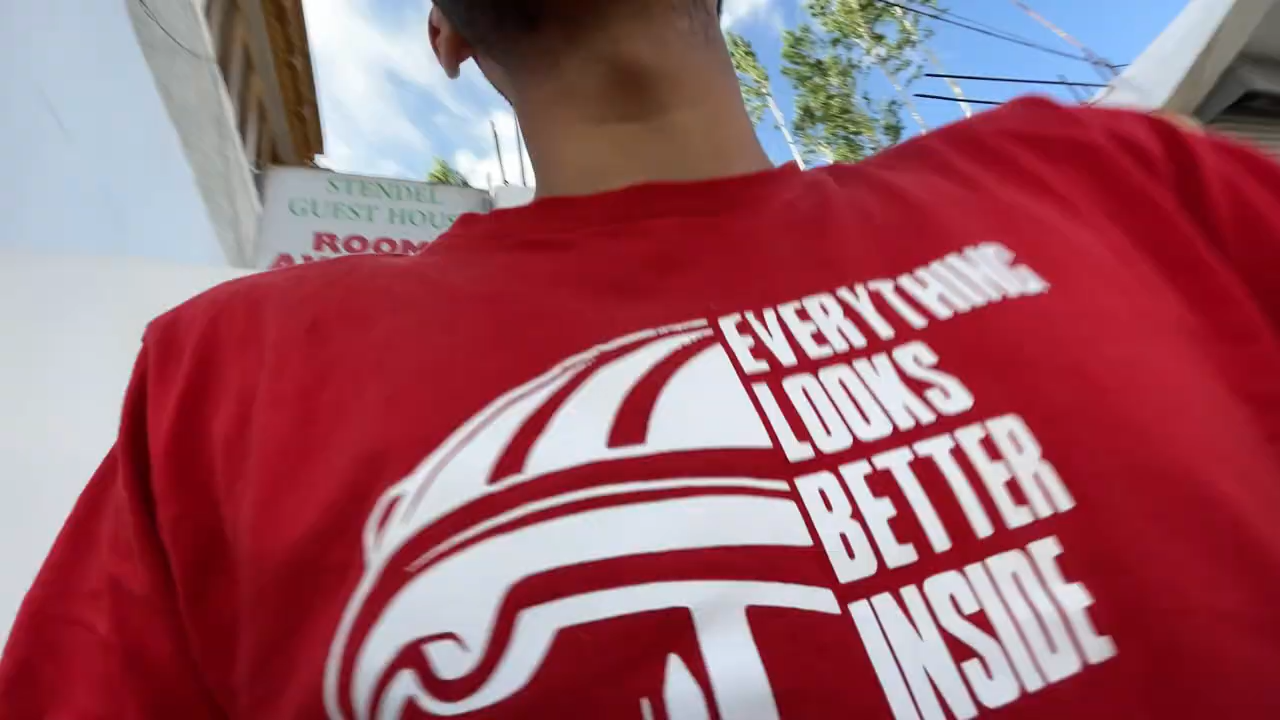 STENDEL
GUEST HOUS
ROOM
EVERYTHING
LOOKS
BETTER
INSIDE